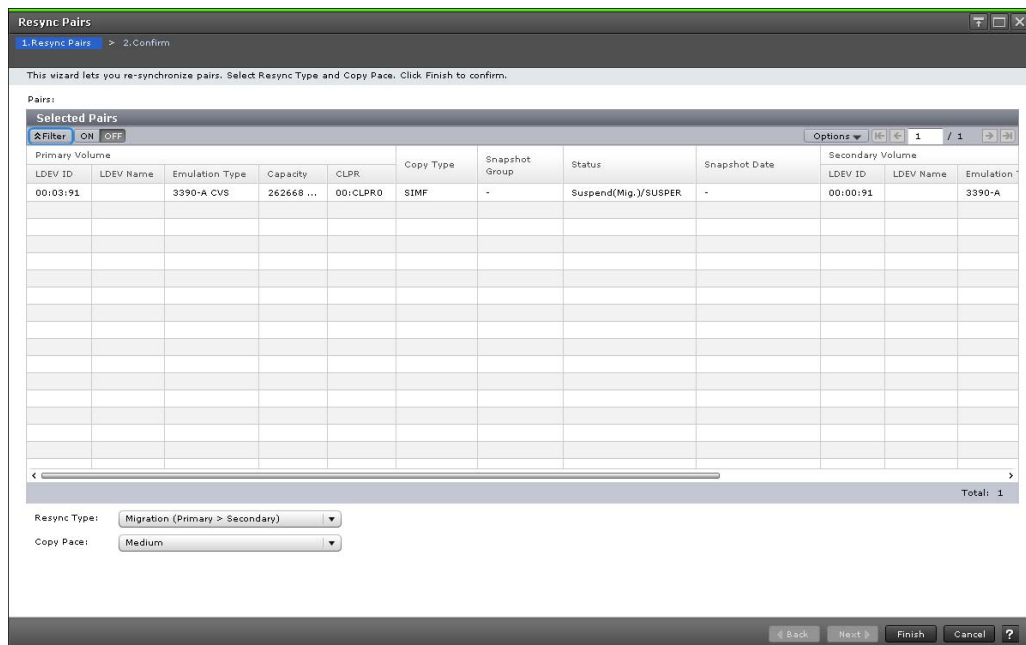 Resync Pairs
1.Resync Pairs > 2.Confirm
This wizard lets you re-synchronize pairs. Select Resync Type and Copy Pace. Click Finish to confirm.
Pairs:
Selected Pairs
Filter ON OFF Options 1 / 1
Primary Volume Copy Type Snapshot Group Status Snapshot Date Secondary Volume
LDEV ID LDEV Name Emulation Type Capacity CLPR LDEV ID LDEV Name Emulation
00:03:91 3390-A CVS 262668 ... 00:CLPR0 SIMF - Suspend(Mig.)/SUSPER - 00:00:91 3390-A
Total: 1
Resync Type: Migration (Primary > Secondary)
Copy Pace: Medium
Back Next Finish Cancel ?